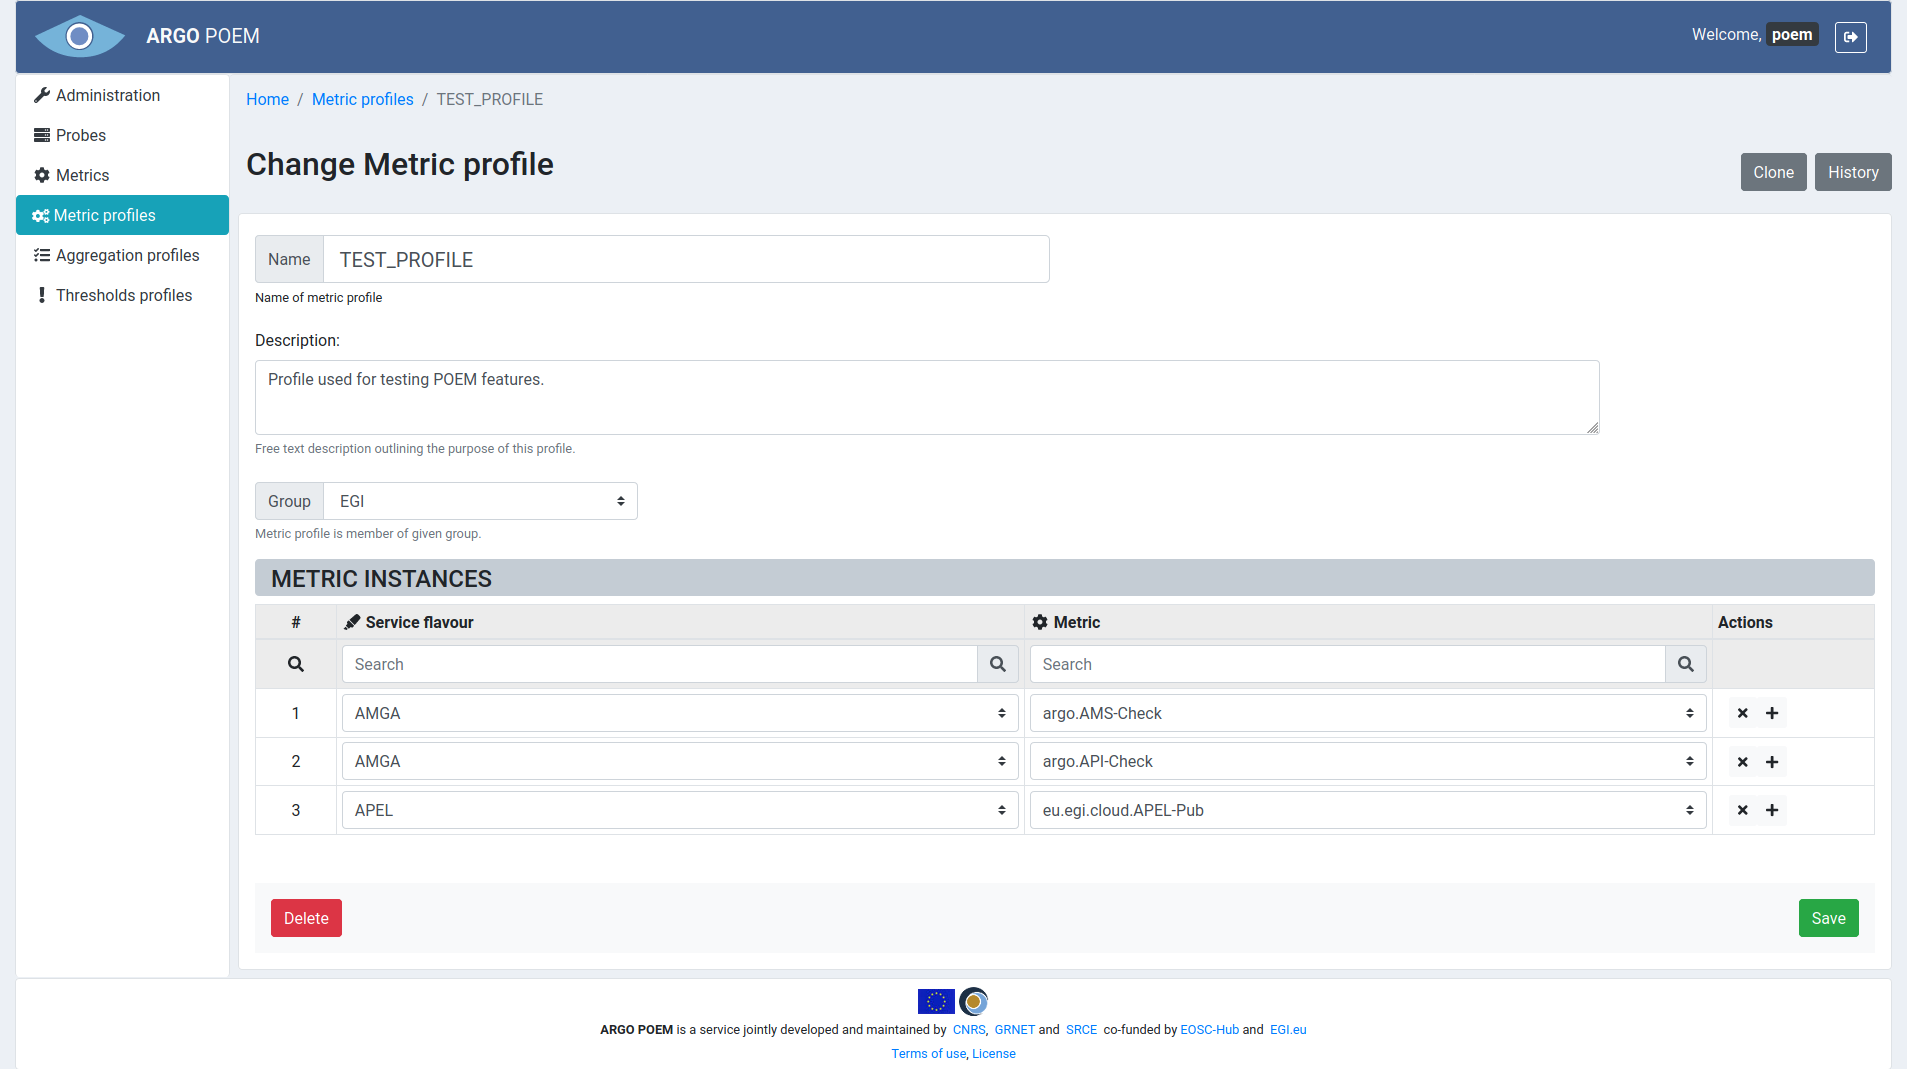 ARGO POEM
Welcome, poem
Administration
Probes
Metrics
Metric profiles
Aggregation profiles
Thresholds profiles
Home / Metric profiles / TEST_PROFILE
Change Metric profile
Clone History
Name TEST_PROFILE
Name of metric profile
Description:
Profile used for testing POEM features.
Free text description outlining the purpose of this profile.
Group EGI
Metric profile is member of given group.
METRIC INSTANCES
# Service flavour Metric Actions
Search Search
1 AMGA argo.AMS-Check
2 AMGA argo.API-Check
3 APEL eu.egi.cloud.APEL-Pub
Delete Save
ARGO POEM is a service jointly developed and maintained by CNRS, GRNET and SRCE co-funded by EOSC-Hub and EGI.eu
Terms of use, License